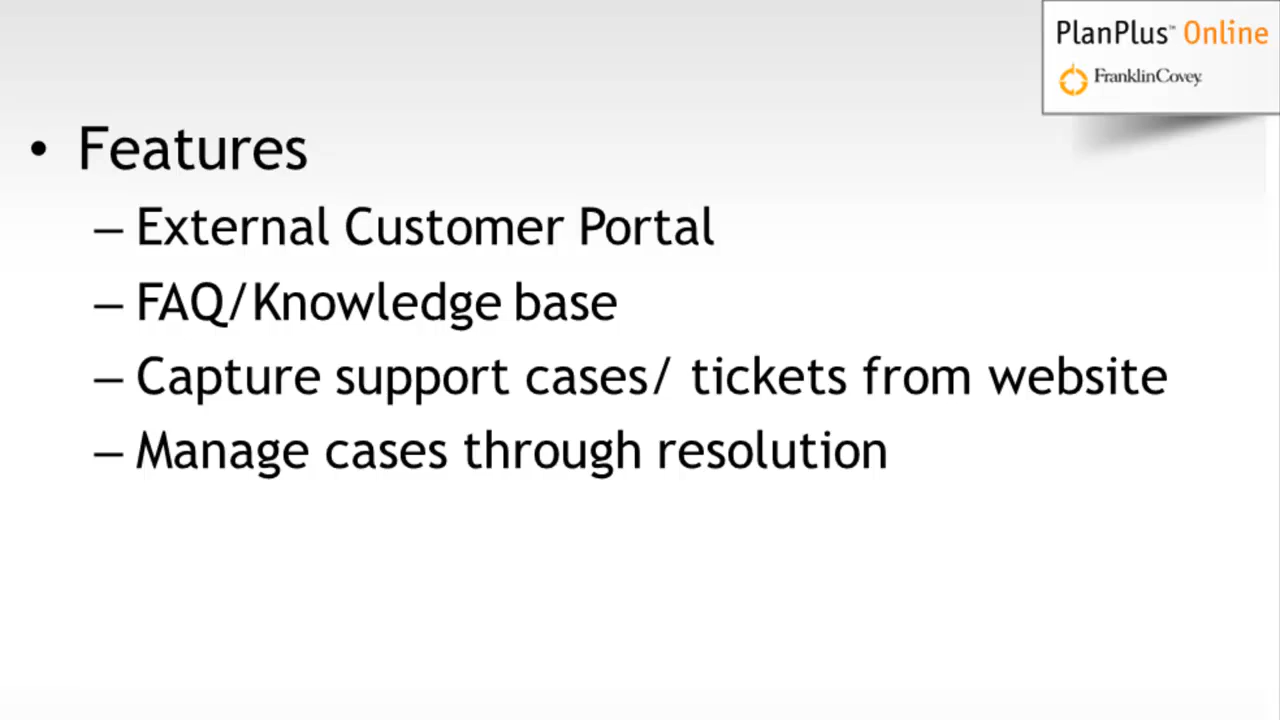 PlanPlus™ Online
FranklinCovey
• Features
– External Customer Portal
– FAQ/Knowledge base
– Capture support cases/ tickets from website
– Manage cases through resolution